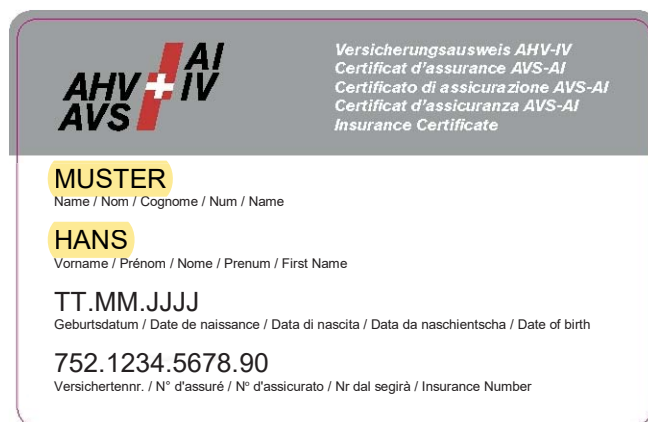 AHV AI
AVS IV
Versicherungsausweis AHV-IV
Certificat d'assurance AVS-AI
Certificato di assicurazione AVS-AI
Certificat d'assicuranza AVS-AI
Insurance Certificate
MUSTER
Name / Nom / Cognome / Num / Name
HANS
Vorname / Prénom / Nome / Prenum / First Name
TT.MM.JJJJ
Geburtsdatum / Date de naissance / Data di nascita / Data da naschientscha / Date of birth
752.1234.5678.90
Versichertennr. / N° d'assuré / Nº d'assicurato / Nr dal segirà / Insurance Number